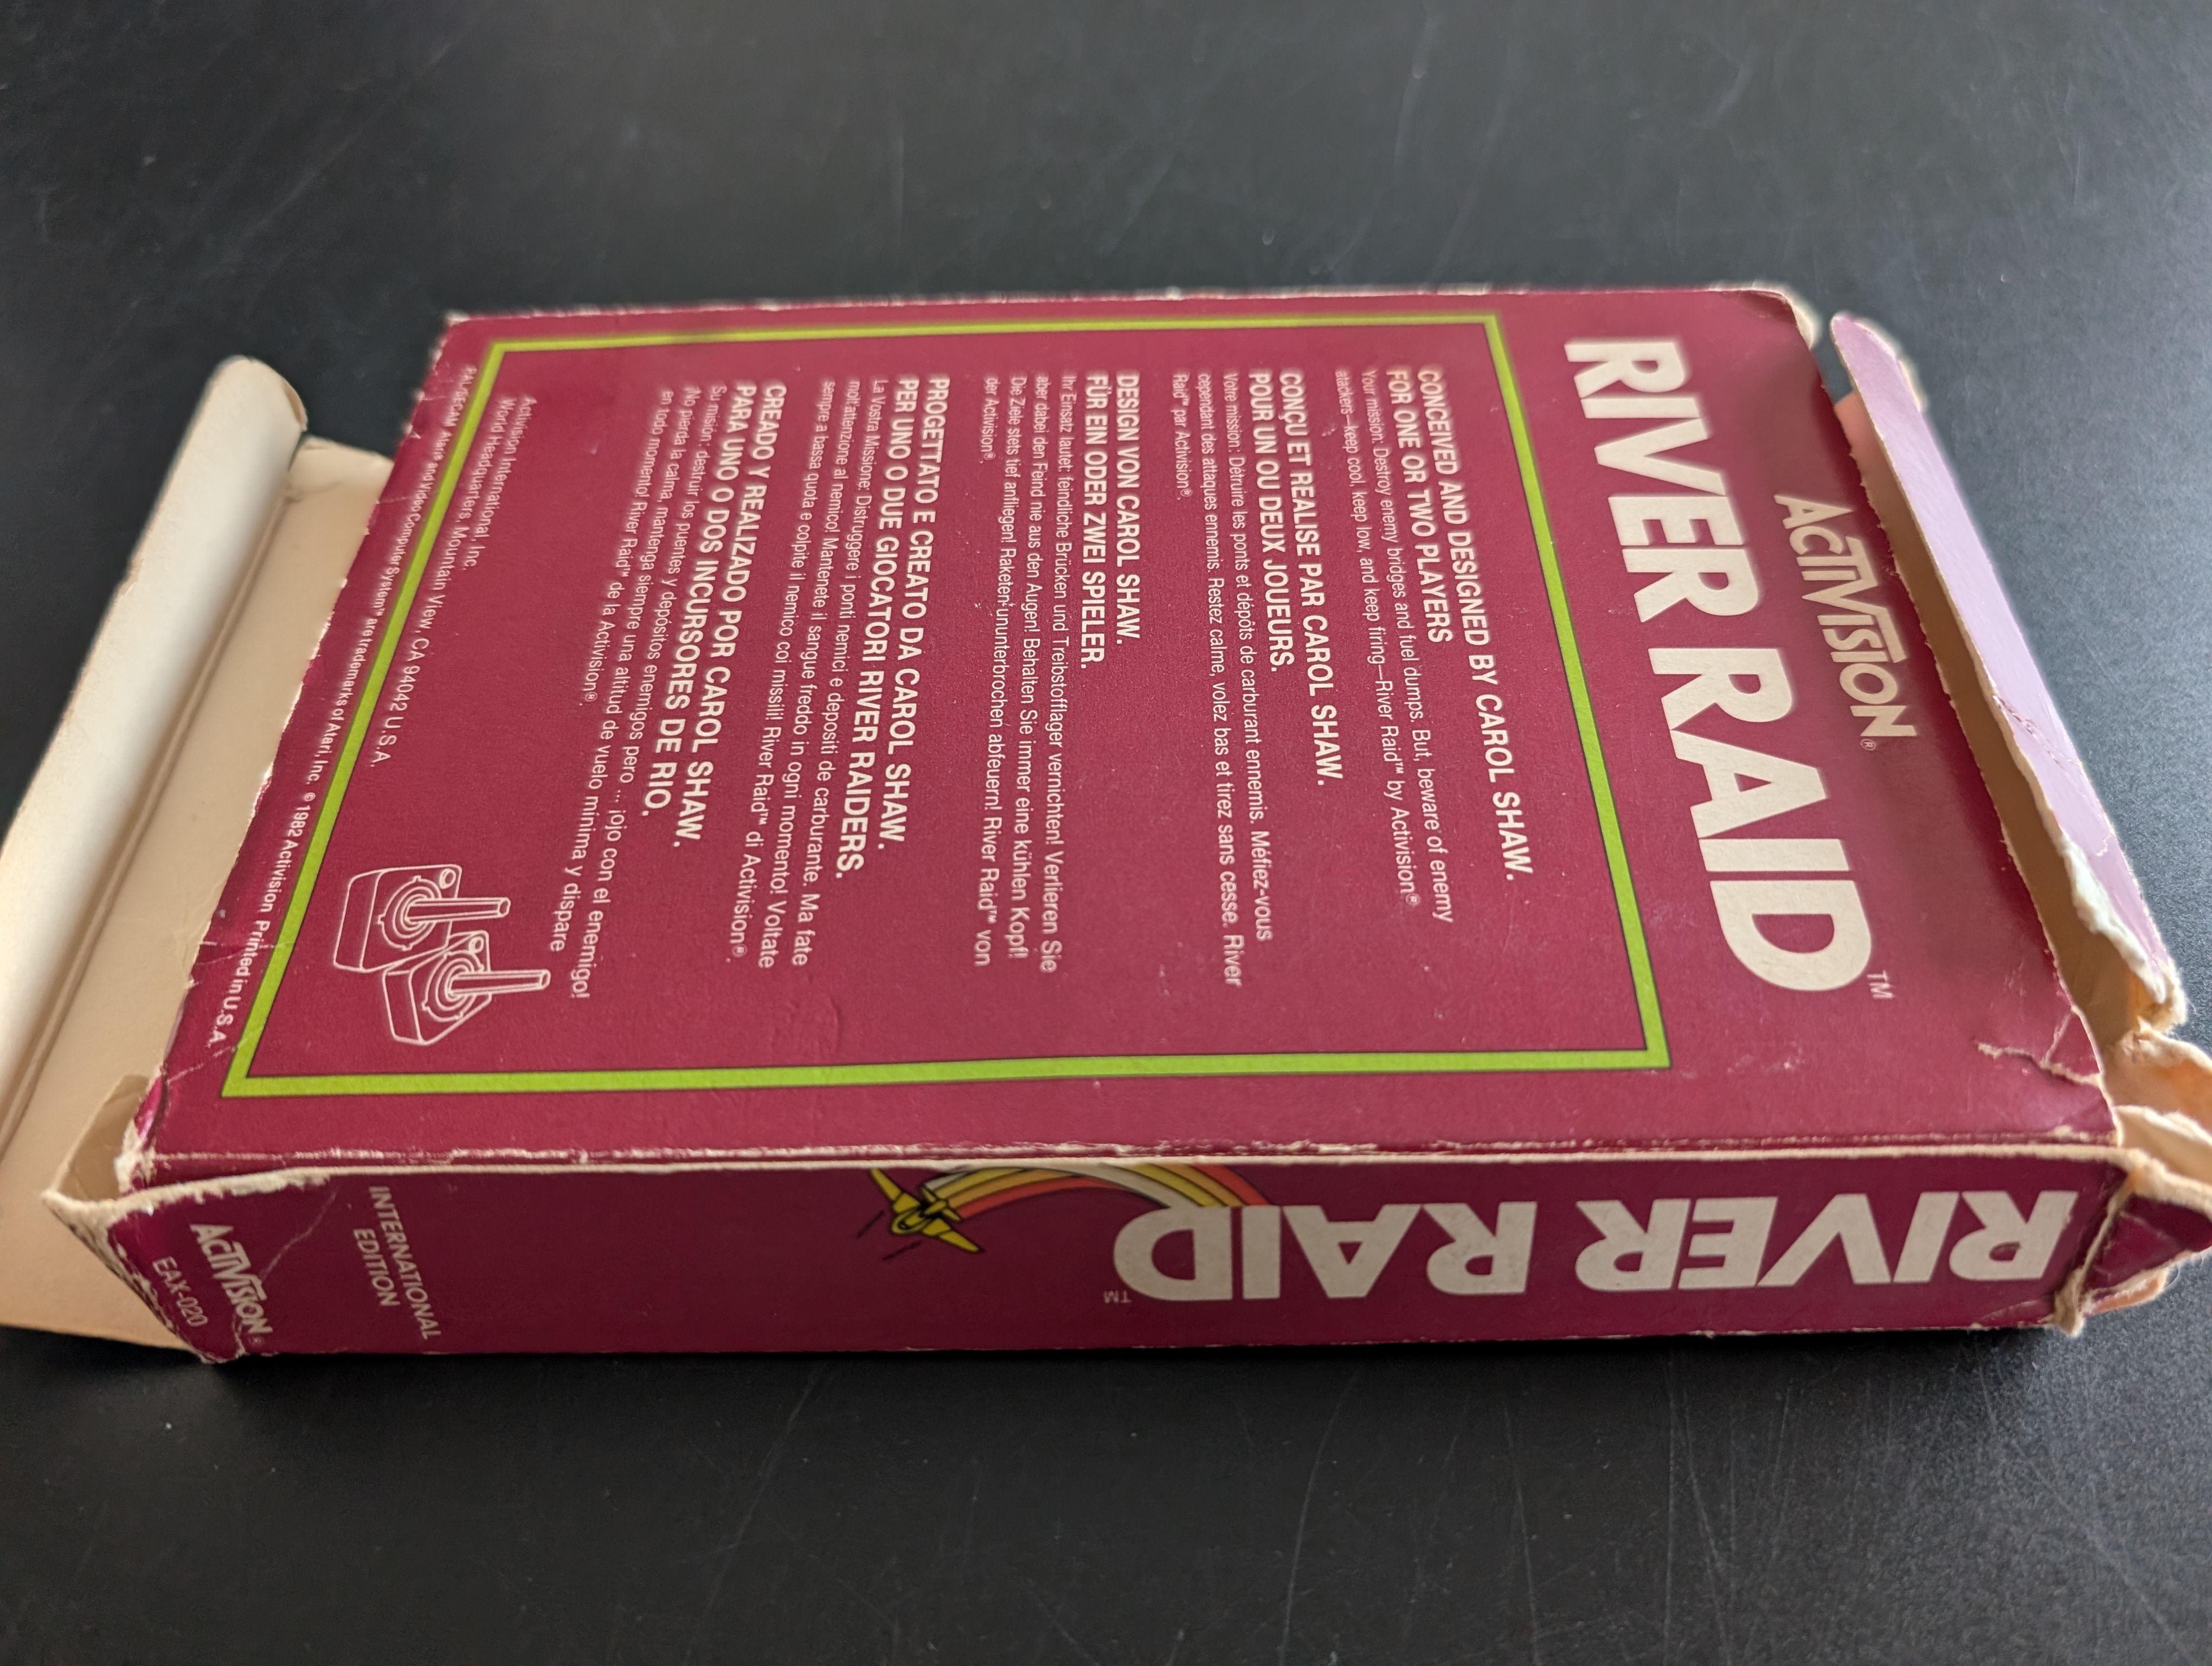 ACTIVISION®
RIVER RAID™
CONCEIVED AND DESIGNED BY CAROL SHAW.
FOR ONE OR TWO PLAYERS
Your mission: Destroy enemy bridges and fuel dumps. But, beware of enemy
attackers—keep cool, keep low, and keep firing—River Raid™ by Activision®
CONÇU ET REALISE PAR CAROL SHAW.
POUR UN OU DEUX JOUEURS.
Votre mission: Détruire les ponts et dépôts de carburant ennemis. Méfiez-vous
cependant des attaques ennemis. Restez calme, volez bas et tirez sans cesse. River
Raid™ par Activision®.
DESIGN VON CAROL SHAW.
FÜR EIN ODER ZWEI SPIELER.
Ihr Einsatz lautet: feindliche Brücken und Treibstofflager vernichten! Verlieren Sie
aber dabei den Feind nie aus den Augen! Behalten Sie immer eine kühlen Kopf!
Die Ziele stets tief anfliegen! Raketen ununterbrochen abfeuern! River Raid™ von
der Activision®.
PROGETTATO E CREATO DA CAROL SHAW.
PER UNO O DUE GIOCATORI RIVER RAIDERS.
La Vostra Missione: Distruggere i ponti nemici e depositi de carburante. Ma fate
molt'attenzione al nemico! Mantenete il sangue freddo in ogni momento! Voltate
sempre a bassa quota e colpite il nemico coi missili! River Raid™ di Activision®.
CREADO Y REALIZADO POR CAROL SHAW.
PARA UNO O DOS INCURSORES DE RIO.
Su misión: destruir los puentes y depósitos enemigos pero ... ¡ojo con el enemigo!
¡No pierda la calma, mantenga siempre una altitud de vuelo mínima y dispare
en todo momento! River Raid™ de la Activision®.
Activision International, Inc.
World Headquarters, Mountain View, CA 94042 U.S.A.
PAL/SECAM Atari® and Video Computer System™ are trademarks of Atari, Inc. © 1982 Activision Printed in U.S.A.
RIVER RAID™
INTERNATIONAL
EDITION
ACTIVISION®
EAX-020